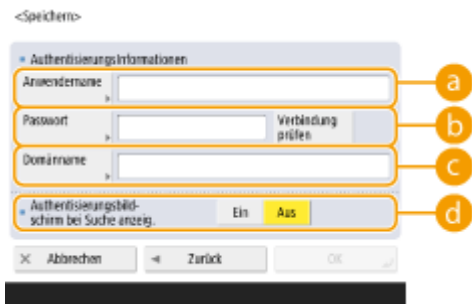 <Speichern>
Authentisierungsinformationen
Anwendername
a
Passwort
Verbindung
prüfen
b
Domänname
c
Authentisierungsbild-
schirm bei Suche anzeig.
Ein
Aus
d
× Abbrechen
◄ Zurück
OK